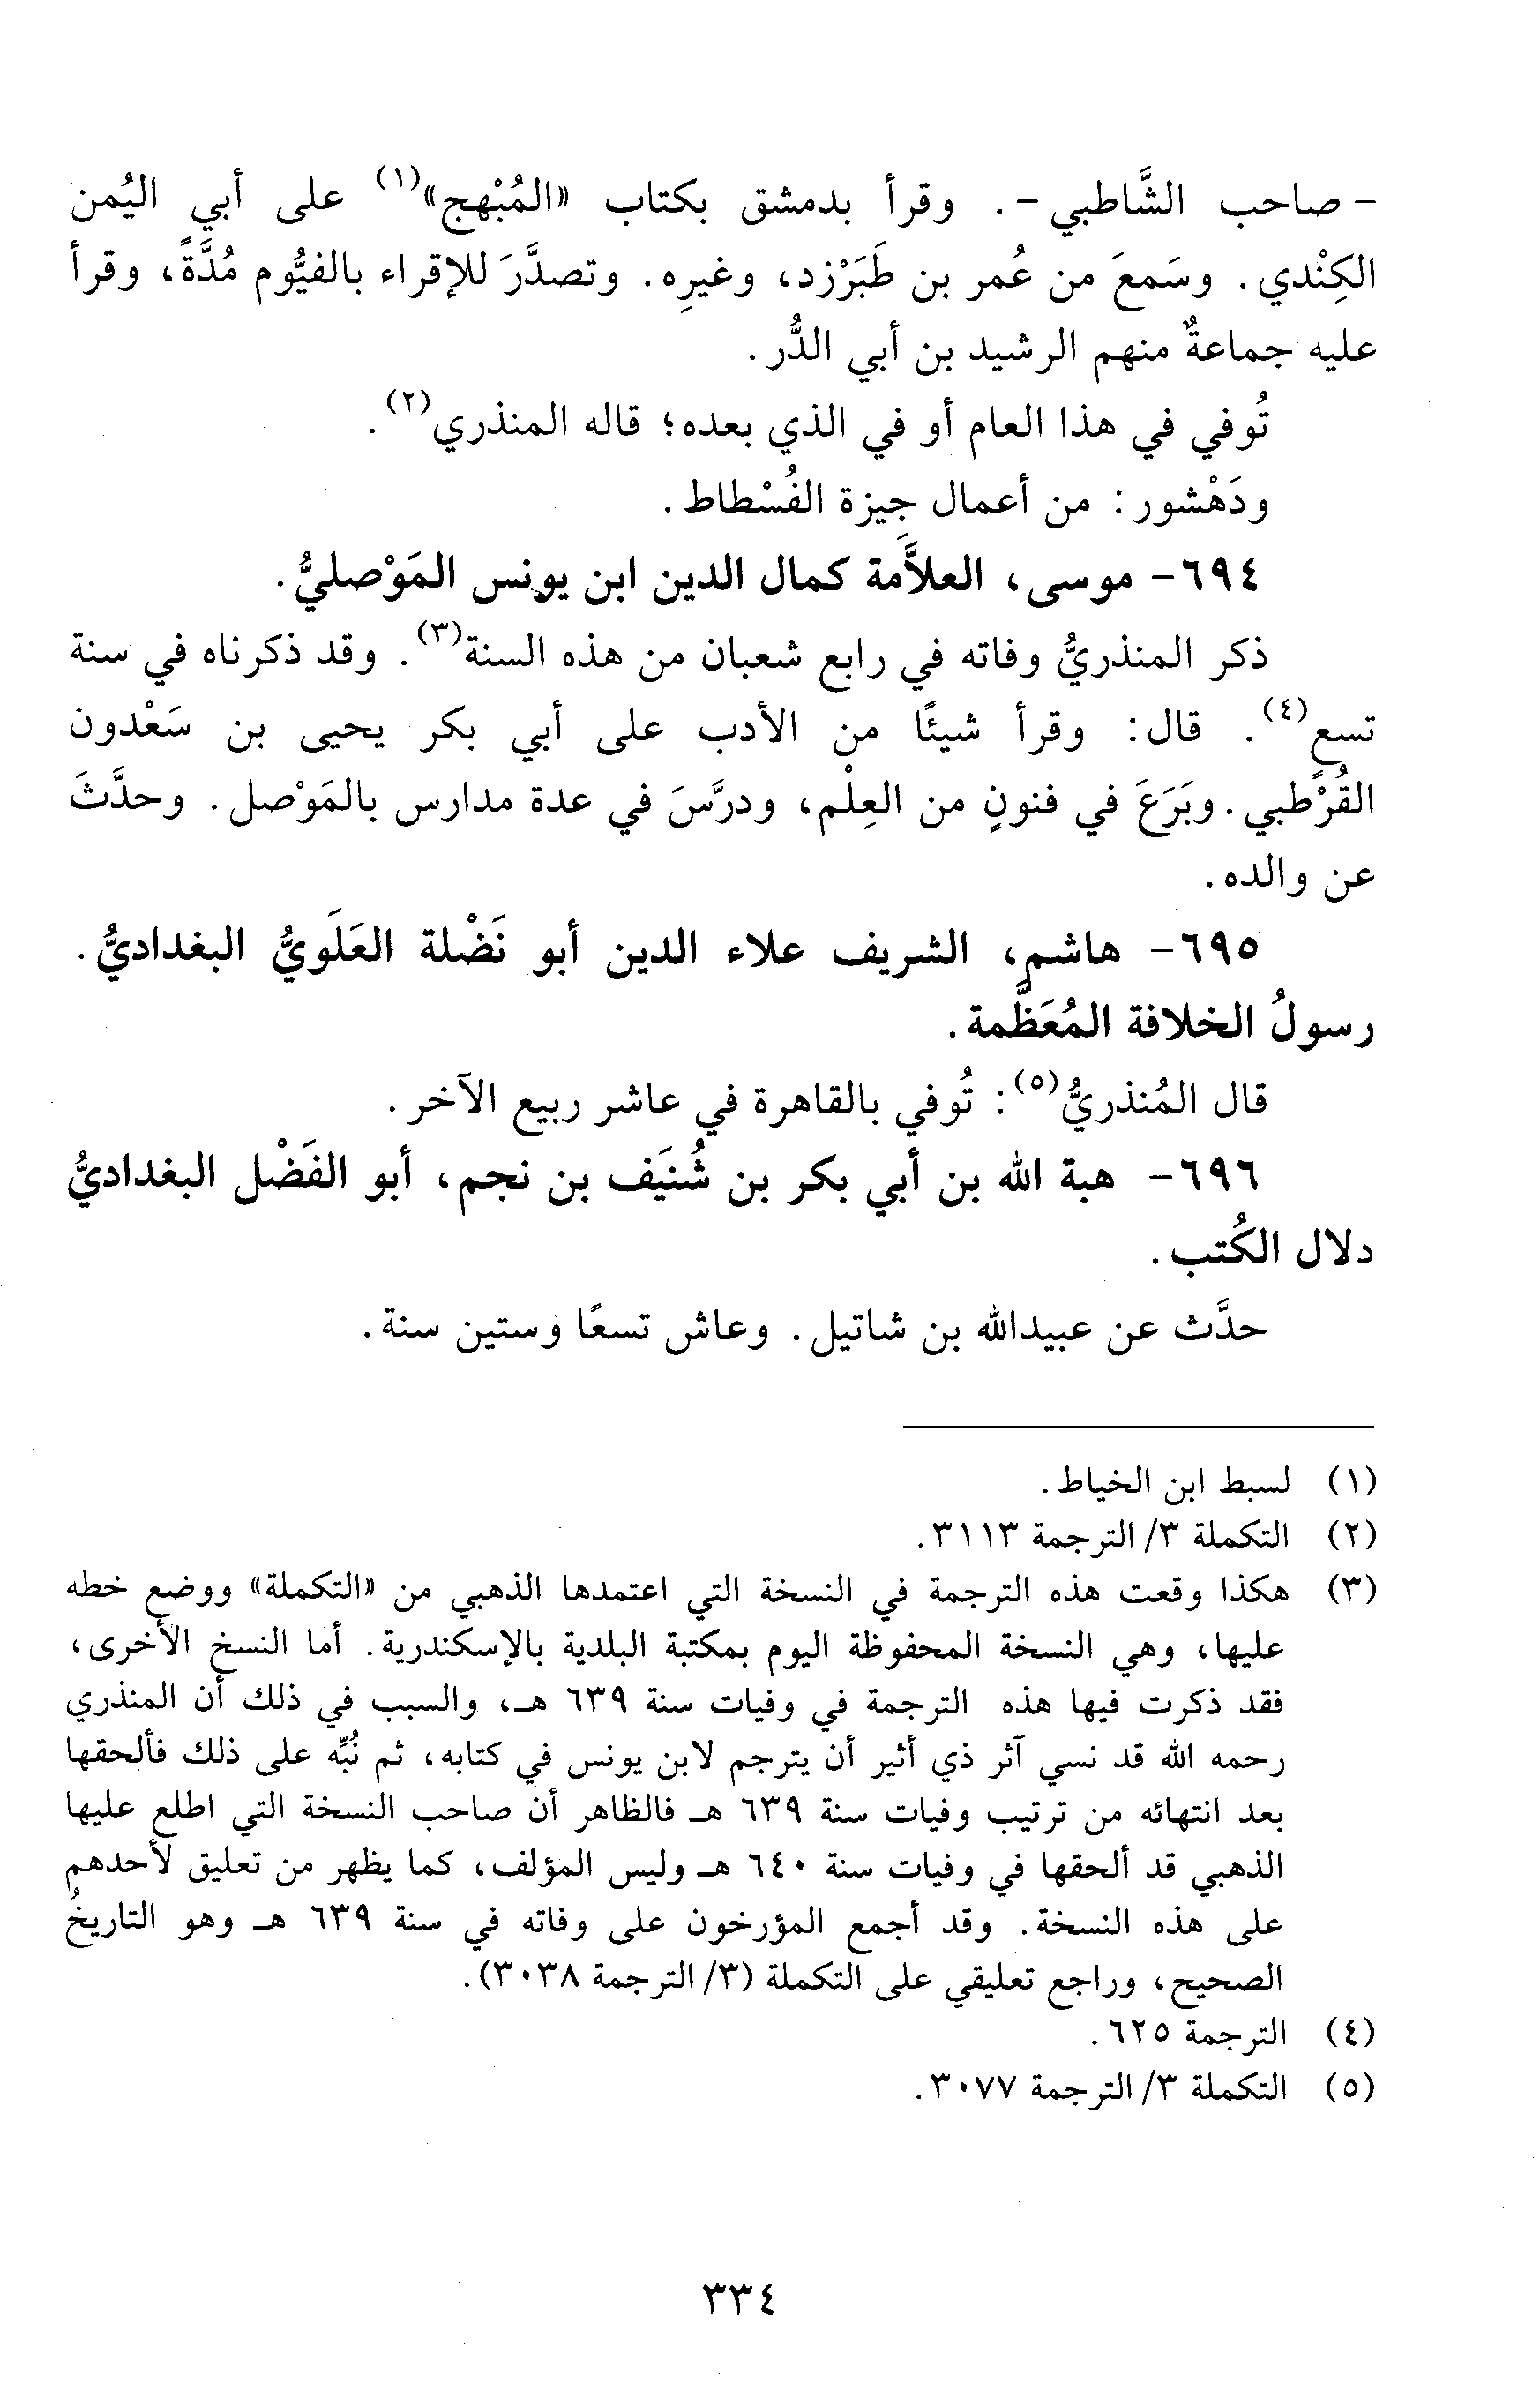 - صاحب الشَّاطبي -. وقرأ بدمشق بكتاب «المُبْهج»(١) على أبي اليُمن
الكِنْدي. وسَمعَ من عُمر بن طَبَرْزد، وغيرِه. وتصدَّرَ للإقراء بالفيُّوم مُدَّةً، وقرأ
عليه جماعةٌ منهم الرشيد بن أبي الدُّر.
تُوفي في هذا العام أو في الذي بعده؛ قاله المنذري(٢).
ودَهْشور: من أعمال جِيزة الفُسْطاط.
٦٩٤- موسى، العلاَّمة كمال الدين ابن يونس المَوْصليُّ.
ذكر المنذريُّ وفاته في رابع شعبان من هذه السنة(٣). وقد ذكرناه في سنة
تسع(٤). قال: وقرأ شيئًا من الأدب على أبي بكر يحيى بن سَعْدون
القُرْطبي. وبَرَعَ في فنونٍ من العِلْم، ودرَّسَ في عدة مدارس بالمَوْصل. وحدَّثَ
عن والده.
٦٩٥- هاشم، الشريف علاء الدين أبو نَضْلة العَلَويُّ البغداديُّ.
رسولُ الخلافة المُعَظَّمة.
قال المُنذريُّ(٥): تُوفي بالقاهرة في عاشر ربيع الآخر.
٦٩٦- هبة الله بن أبي بكر بن شُنَيَف بن نجم، أبو الفَضْل البغداديُّ
دلال الكُتب.
حدَّث عن عبيدالله بن شاتيل. وعاش تسعًا وستين سنة.
(١) لسبط ابن الخياط.
(٢) التكملة ٣/ الترجمة ٣١١٣.
(٣) هكذا وقعت هذه الترجمة في النسخة التي اعتمدها الذهبي من «التكملة» ووضع خطه
عليها، وهي النسخة المحفوظة اليوم بمكتبة البلدية بالإسكندرية. أما النسخ الأخرى،
فقد ذكرت فيها هذه الترجمة في وفيات سنة ٦٣٩ هـ، والسبب في ذلك أن المنذري
رحمه الله قد نسي آثر ذي أثير أن يترجم لابن يونس في كتابه، ثم نُبِّه على ذلك فألحقها
بعد انتهائه من ترتيب وفيات سنة ٦٣٩ هـ فالظاهر أن صاحب النسخة التي اطلع عليها
الذهبي قد ألحقها في وفيات سنة ٦٤٠ هـ وليس المؤلف، كما يظهر من تعليق لأحدهم
على هذه النسخة. وقد أجمع المؤرخون على وفاته في سنة ٦٣٩ هـ وهو التاريخُ
الصحيح، وراجع تعليقي على التكملة (٣/ الترجمة ٣٠٣٨).
(٤) الترجمة ٦٢٥.
(٥) التكملة ٣/ الترجمة ٣٠٧٧.
٣٣٤